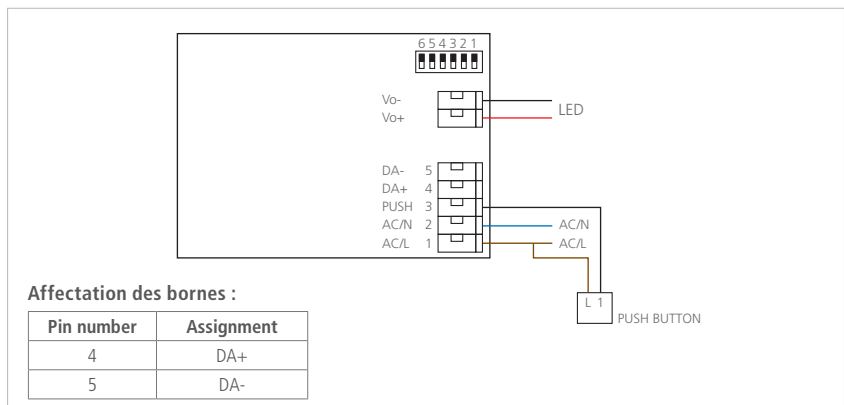 6 5 4 3 2 1
Vo-
Vo+
LED
DA- 5
DA+ 4
PUSH 3
AC/N 2 AC/N
AC/L 1 AC/L
L 1
PUSH BUTTON
Affectation des bornes :
Pin number Assignment
4 DA+
5 DA-